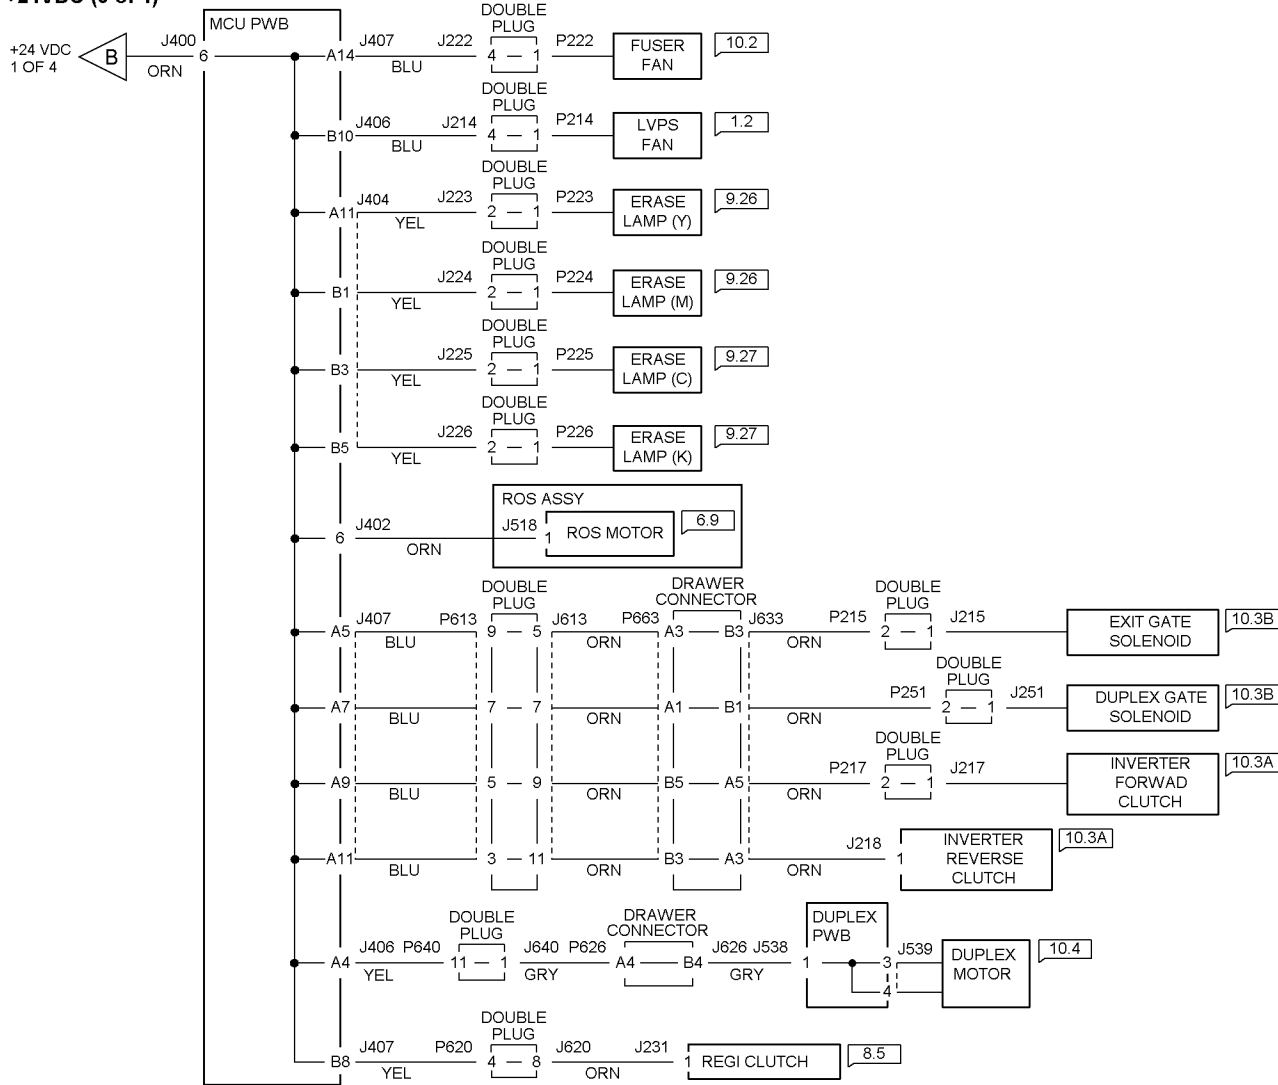 MCU PWB
+24 VDC
1 OF 4
B
J400
ORN
6
A14
J407
BLU
J222
DOUBLE
PLUG
4 — 1
P222
FUSER
FAN
10.2
B10
J406
BLU
J214
DOUBLE
PLUG
4 — 1
P214
LVPS
FAN
1.2
A11
J404
YEL
J223
DOUBLE
PLUG
2 — 1
P223
ERASE
LAMP (Y)
9.26
B1
YEL
J224
DOUBLE
PLUG
2 — 1
P224
ERASE
LAMP (M)
9.26
B3
YEL
J225
DOUBLE
PLUG
2 — 1
P225
ERASE
LAMP (C)
9.27
B5
YEL
J226
DOUBLE
PLUG
2 — 1
P226
ERASE
LAMP (K)
9.27
6
J402
ORN
ROS ASSY
J518
1
ROS MOTOR
6.9
A5
J407
BLU
P613
DOUBLE
PLUG
9 — 5
J613
ORN
P663
DRAWER
CONNECTOR
A3 — B3
J633
ORN
P215
DOUBLE
PLUG
2 — 1
J215
EXIT GATE
SOLENOID
10.3B
A7
BLU
7 — 7
ORN
A1 — B1
ORN
P251
DOUBLE
PLUG
2 — 1
J251
DUPLEX GATE
SOLENOID
10.3B
A9
BLU
5 — 9
ORN
B5 — A5
ORN
P217
DOUBLE
PLUG
2 — 1
J217
INVERTER
FORWAD
CLUTCH
10.3A
A11
BLU
3 — 11
ORN
B3 — A3
ORN
J218
1
INVERTER
REVERSE
CLUTCH
10.3A
A4
J406
YEL
P640
DOUBLE
PLUG
11 — 1
J640
GRY
P626
DRAWER
CONNECTOR
A4 — B4
J626
GRY
J538
DUPLEX
PWB
1
3
4
J539
DUPLEX
MOTOR
10.4
B8
J407
YEL
P620
DOUBLE
PLUG
4 — 8
J620
ORN
J231
1
REGI CLUTCH
8.5